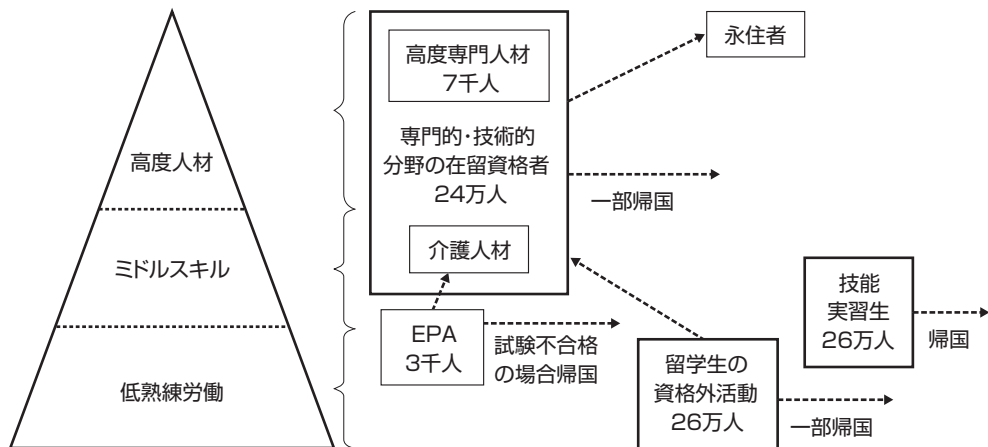 高度人材
ミドルスキル
低熟練労働
高度専門人材
7千人
専門的・技術的
分野の在留資格者
24万人
介護人材
永住者
一部帰国
EPA
3千人
試験不合格
の場合帰国
留学生の
資格外活動
26万人
一部帰国
技能
実習生
26万人
帰国